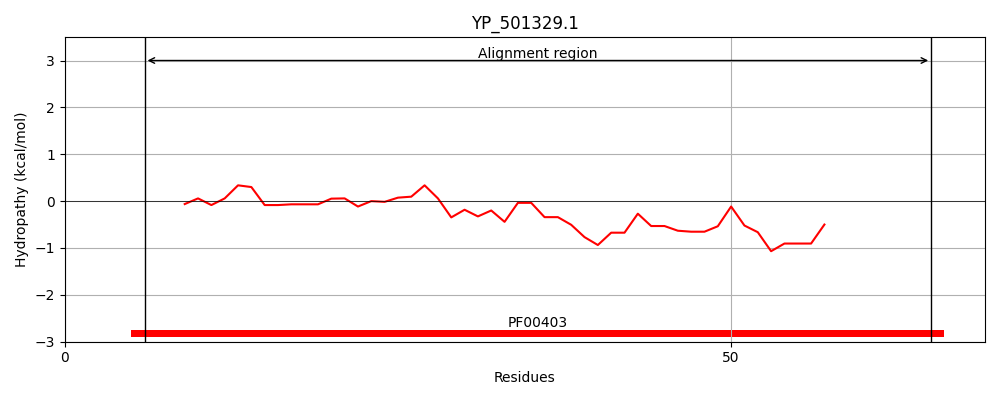 YP_501329.1
Alignment region
Hydropathy (kcal/mol)
3
2
1
0
−1
−2
−3
PF00403
0
50
Residues